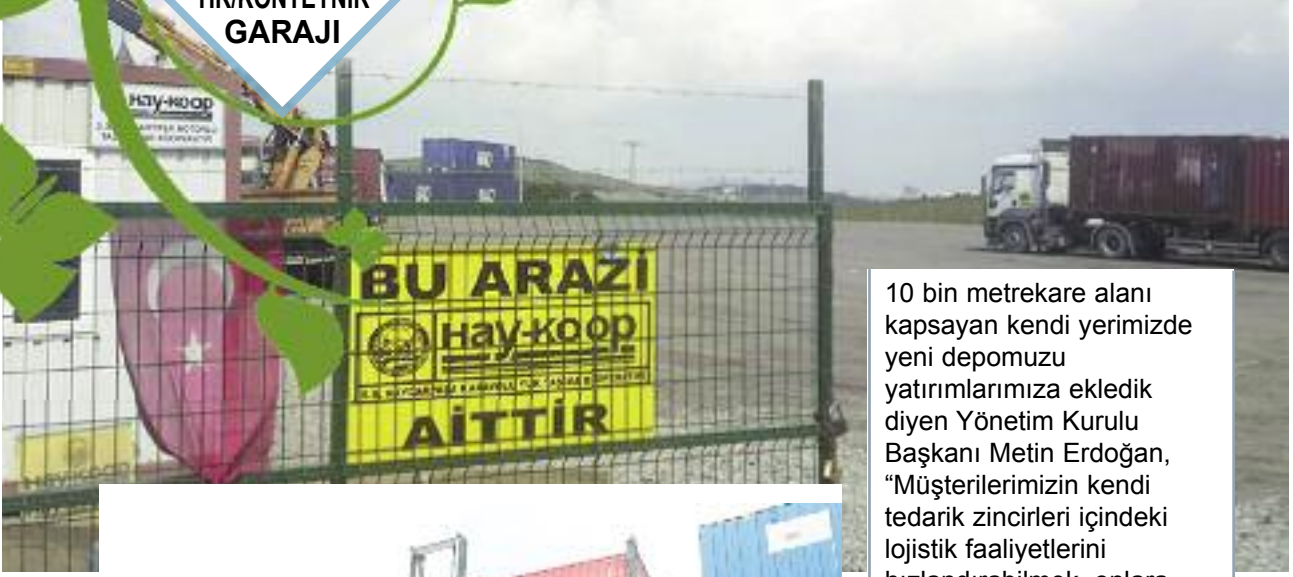 GARAJI
Hay-Koop
BU ARAZİ
Hay-Koop
AİTTİR
10 bin metrekare alanı
kapsayan kendi yerimizde
yeni depomuzu
yatırımlarımıza ekledik
diyen Yönetim Kurulu
Başkanı Metin Erdoğan,
“Müşterilerimizin kendi
tedarik zincirleri içindeki
lojistik faaliyetlerini